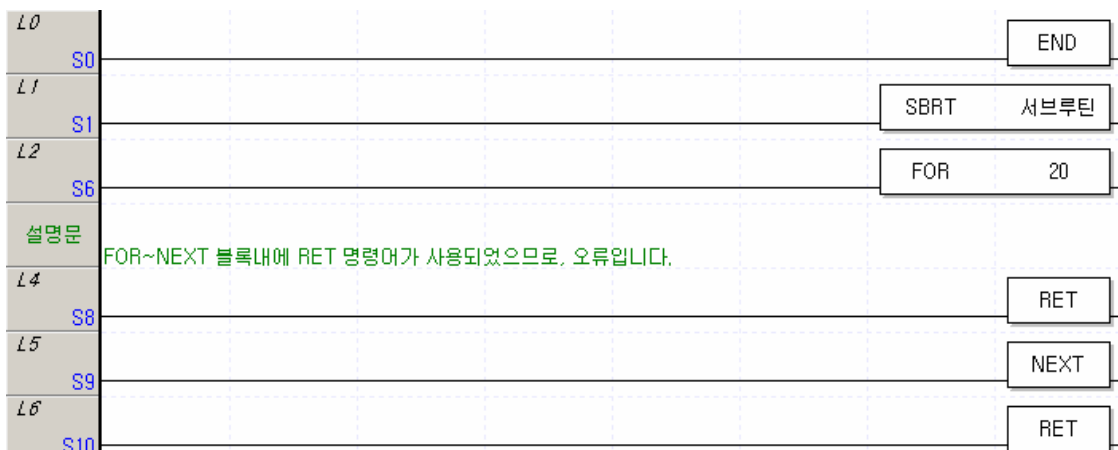 L0
S0 END
L1
S1 SBRT 서브루틴
L2
S6 FOR 20
설명문 FOR~NEXT 블록내에 RET 명령어가 사용되었으므로, 오류입니다.
L4
S8 RET
L5
S9 NEXT
L6
S10 RET